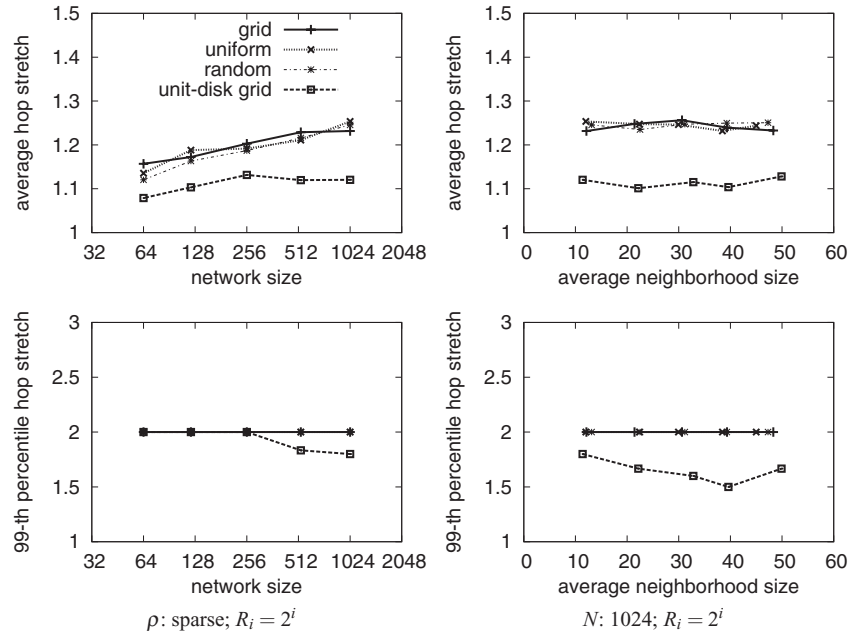 average hop stretch
1.5
1.4
1.3
1.2
1.1
1
grid
uniform
random
unit-disk grid
32 64 128 256 512 1024 2048
network size
average hop stretch
1.5
1.4
1.3
1.2
1.1
1
0 10 20 30 40 50 60
average neighborhood size
99-th percentile hop stretch
3
2.5
2
1.5
1
32 64 128 256 512 1024 2048
network size
ρ: sparse; R_i = 2^i
99-th percentile hop stretch
3
2.5
2
1.5
1
0 10 20 30 40 50 60
average neighborhood size
N: 1024; R_i = 2^i